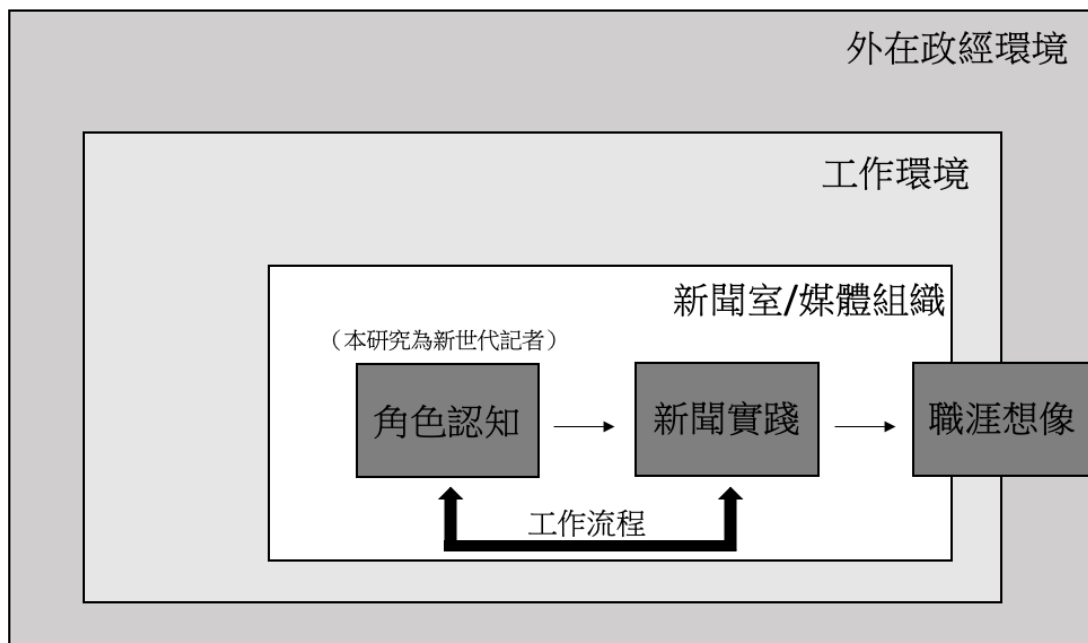 外在政經環境
工作環境
新聞室/媒體組織
（本研究為新世代記者）
角色認知
新聞實踐
職涯想像
工作流程